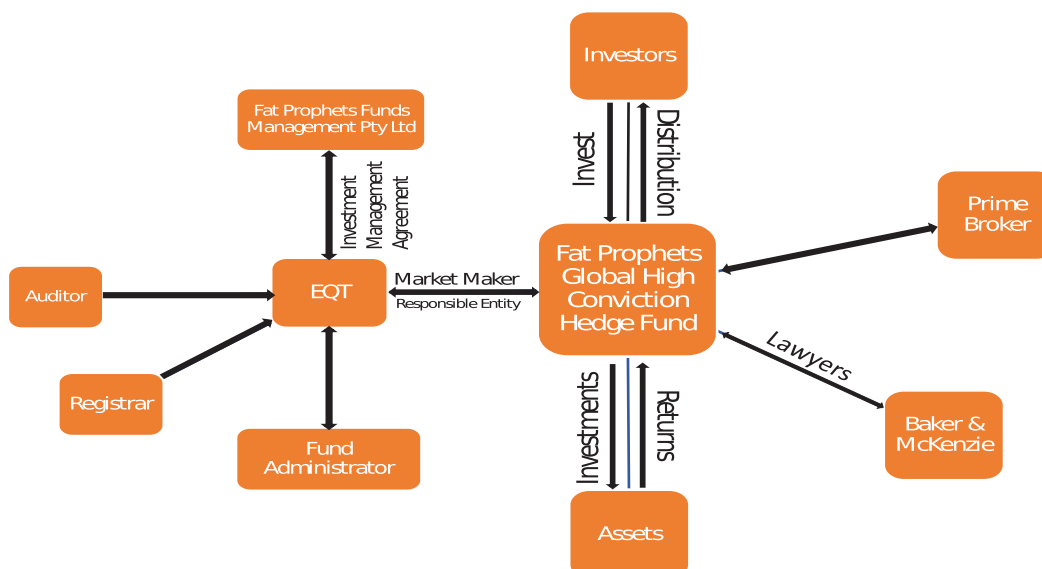 Investors
Fat Prophets Funds
Management Pty Ltd
Invest
Distribution
Investment
Management
Agreement
Prime
Broker
Fat Prophets
Global High
Conviction
Hedge Fund
Market Maker
Responsible Entity
EQT
Auditor
Lawyers
Registrar
Investments
Returns
Baker &
McKenzie
Fund
Administrator
Assets